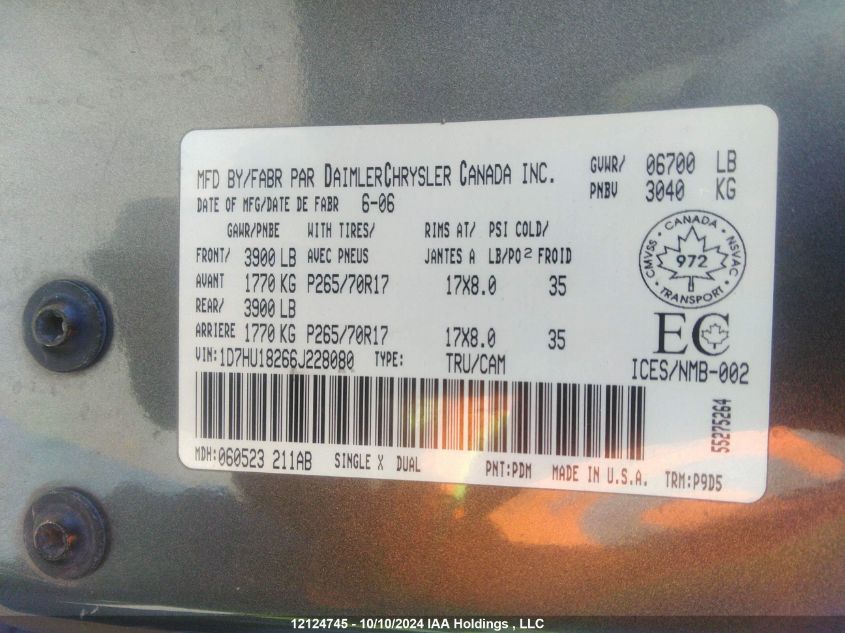 MFD BY/FABR PAR DAIMLERCHRYSLER CANADA INC.
GVWR/ 06700 LB
PNBV 3040 KG
DATE OF MFG/DATE DE FABR 6-06
GAWR/PNBE WITH TIRES/ RIMS AT/ PSI COLD/
FRONT/ 3900 LB AVEC PNEUS JANTES A LB/PO² FROID
AVANT 1770 KG P265/70R17 17X8.0 35
REAR/ 3900 LB
ARRIERE 1770 KG P265/70R17 17X8.0 35
VIN: 1D7HU18266J228080 TYPE: TRU/CAM
CANADA
CMVSS
NSVAC
972
TRANSPORT
EC
ICES/NMB-002
55275264
MDH: 060523 211AB SINGLE X DUAL PNT: PDM MADE IN U.S.A. TRM: P9D5
12124745 - 10/10/2024 IAA Holdings , LLC